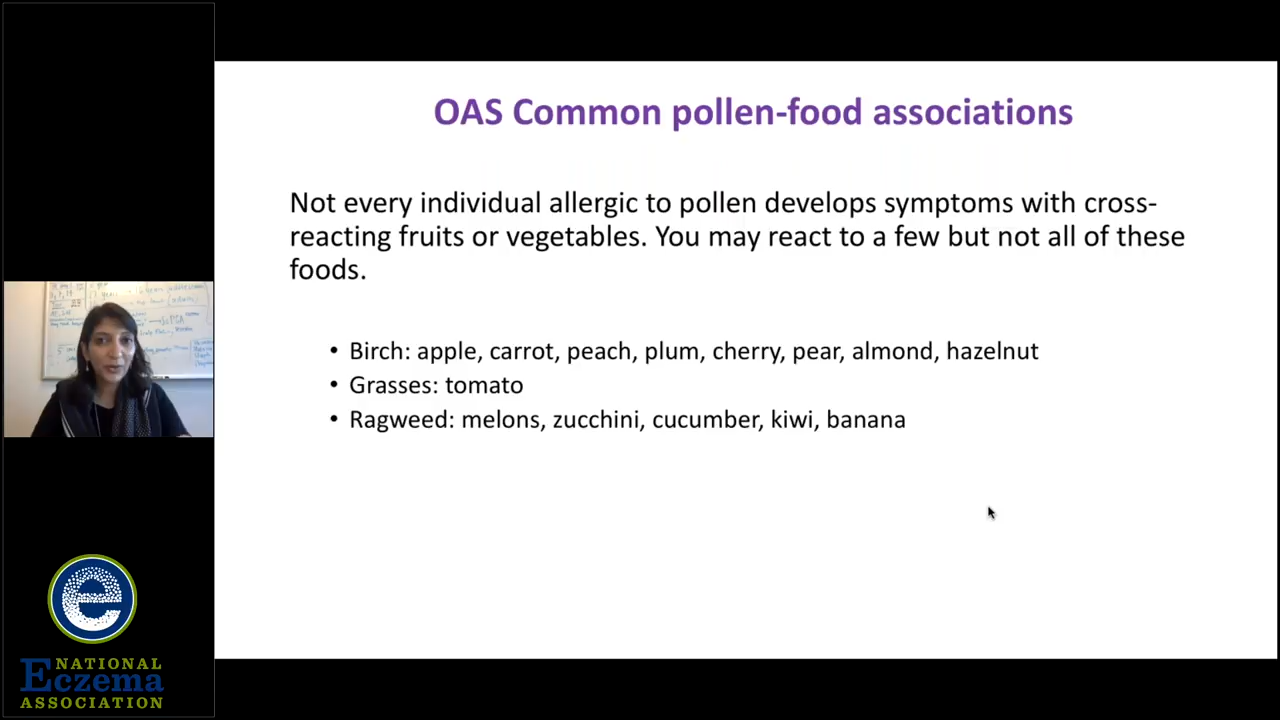 OAS Common pollen-food associations
Not every individual allergic to pollen develops symptoms with cross-
reacting fruits or vegetables. You may react to a few but not all of these
foods.
• Birch: apple, carrot, peach, plum, cherry, pear, almond, hazelnut
• Grasses: tomato
• Ragweed: melons, zucchini, cucumber, kiwi, banana
e
NATIONAL
Eczema
ASSOCIATION